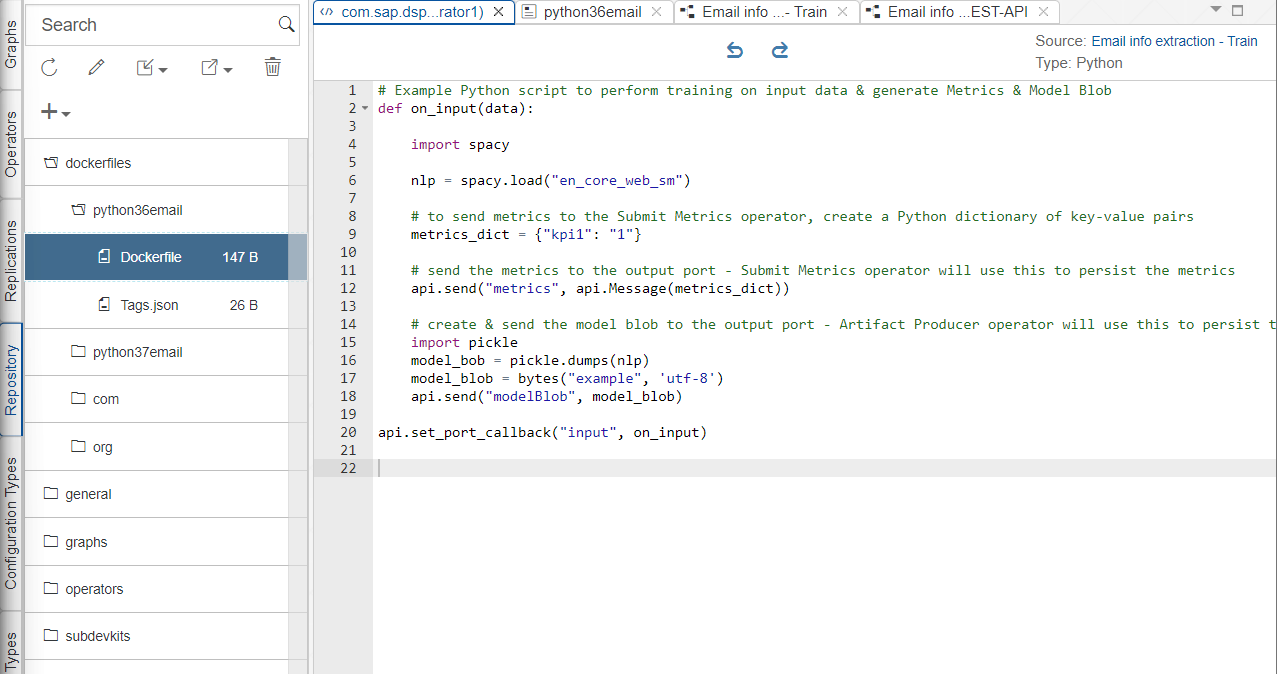 Graphs
Operators
Replications
Repository
Configuration Types
Types
Search
dockerfiles
python36email
Dockerfile 147 B
Tags.json 26 B
python37email
com
org
general
graphs
operators
subdevkits
com.sap.dsp...rator1)
python36email
Email info ...- Train
Email info ...EST-API
Source: Email info extraction - Train
Type: Python
1 # Example Python script to perform training on input data & generate Metrics & Model Blob
2 def on_input(data):
3
4 import spacy
5
6 nlp = spacy.load("en_core_web_sm")
7
8 # to send metrics to the Submit Metrics operator, create a Python dictionary of key-value pairs
9 metrics_dict = {"kpi1": "1"}
10
11 # send the metrics to the output port - Submit Metrics operator will use this to persist the metrics
12 api.send("metrics", api.Message(metrics_dict))
13
14 # create & send the model blob to the output port - Artifact Producer operator will use this to persist t
15 import pickle
16 model_bob = pickle.dumps(nlp)
17 model_blob = bytes("example", 'utf-8')
18 api.send("modelBlob", model_blob)
19
20 api.set_port_callback("input", on_input)
21
22